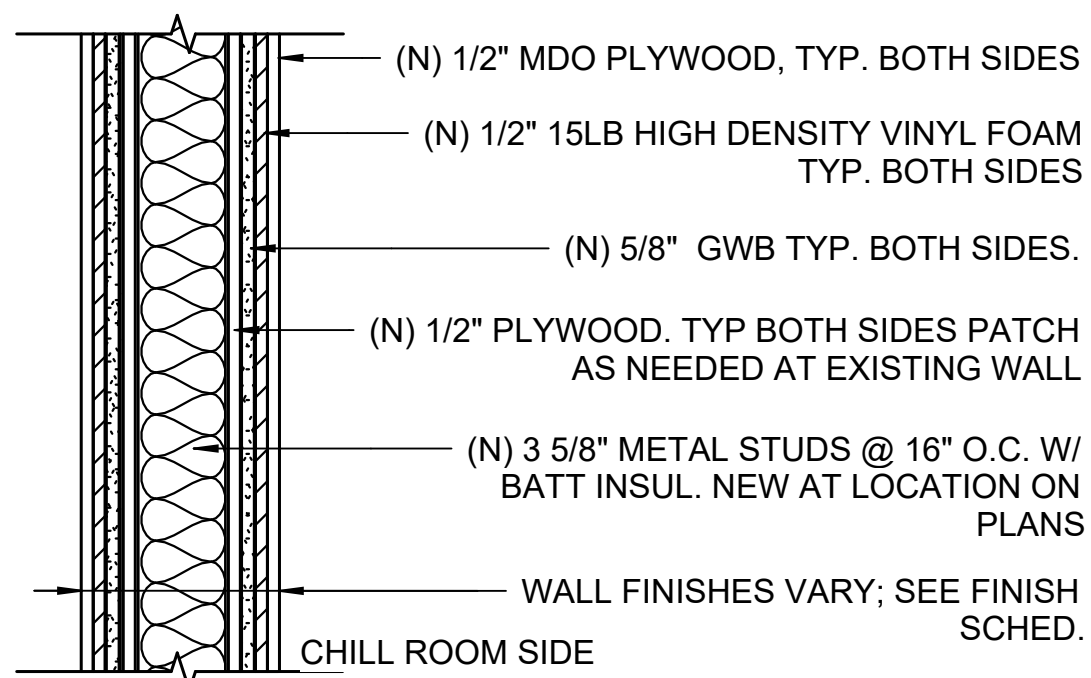 (N) 1/2" MDO PLYWOOD, TYP. BOTH SIDES
(N) 1/2" 15LB HIGH DENSITY VINYL FOAM
TYP. BOTH SIDES
(N) 5/8" GWB TYP. BOTH SIDES.
(N) 1/2" PLYWOOD. TYP BOTH SIDES PATCH
AS NEEDED AT EXISTING WALL
(N) 3 5/8" METAL STUDS @ 16" O.C. W/
BATT INSUL. NEW AT LOCATION ON
PLANS
WALL FINISHES VARY; SEE FINISH
SCHED.
CHILL ROOM SIDE